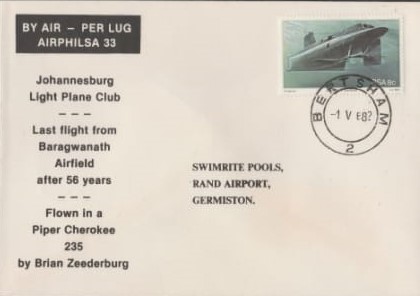 BY AIR – PER LUG
AIRPHILSA 33
Johannesburg
Light Plane Club
– – –
Last flight from
Baragwanath
Airfield
after 56 years
– – –
Flown in a
Piper Cherokee
235
by Brian Zeederburg
RSA 8c
BERTSHAM
-1 V 82
2
SWIMRITE POOLS,
RAND AIRPORT,
GERMISTON.